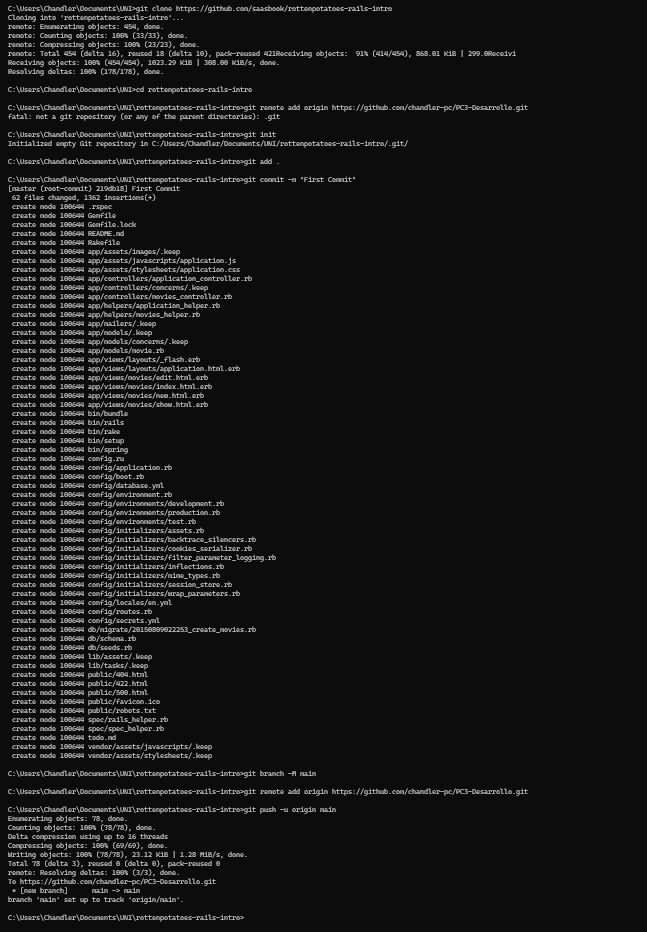 C:\Users\Chandler\Documents\UNI>git clone https://github.com/saasbook/rottenpotatoes-rails-intro
Cloning into 'rottenpotatoes-rails-intro'...
remote: Enumerating objects: 454, done.
remote: Counting objects: 100% (33/33), done.
remote: Compressing objects: 100% (23/23), done.
remote: Total 454 (delta 16), reused 18 (delta 10), pack-reused 421Receiving objects:  91% (414/454), 868.01 KiB | 299.0Receivi
Receiving objects: 100% (454/454), 1023.29 KiB | 308.00 KiB/s, done.
Resolving deltas: 100% (178/178), done.
C:\Users\Chandler\Documents\UNI>cd rottenpotatoes-rails-intro
C:\Users\Chandler\Documents\UNI\rottenpotatoes-rails-intro>git remote add origin https://github.com/chandler-pc/PC3-Desarrollo.git
fatal: not a git repository (or any of the parent directories): .git
C:\Users\Chandler\Documents\UNI\rottenpotatoes-rails-intro>git init
Initialized empty Git repository in C:/Users/Chandler/Documents/UNI/rottenpotatoes-rails-intro/.git/
C:\Users\Chandler\Documents\UNI\rottenpotatoes-rails-intro>git add .
C:\Users\Chandler\Documents\UNI\rottenpotatoes-rails-intro>git commit -m "First Commit"
[master (root-commit) 219db18] First Commit
 62 files changed, 1362 insertions(+)
 create mode 100644 .rspec
 create mode 100644 Gemfile
 create mode 100644 Gemfile.lock
 create mode 100644 README.md
 create mode 100644 Rakefile
 create mode 100644 app/assets/images/.keep
 create mode 100644 app/assets/javascripts/application.js
 create mode 100644 app/assets/stylesheets/application.css
 create mode 100644 app/controllers/application_controller.rb
 create mode 100644 app/controllers/concerns/.keep
 create mode 100644 app/controllers/movies_controller.rb
 create mode 100644 app/helpers/application_helper.rb
 create mode 100644 app/helpers/movies_helper.rb
 create mode 100644 app/mailers/.keep
 create mode 100644 app/models/.keep
 create mode 100644 app/models/concerns/.keep
 create mode 100644 app/models/movie.rb
 create mode 100644 app/views/layouts/_flash.erb
 create mode 100644 app/views/layouts/application.html.erb
 create mode 100644 app/views/movies/edit.html.erb
 create mode 100644 app/views/movies/index.html.erb
 create mode 100644 app/views/movies/new.html.erb
 create mode 100644 app/views/movies/show.html.erb
 create mode 100644 bin/bundle
 create mode 100644 bin/rails
 create mode 100644 bin/rake
 create mode 100644 bin/setup
 create mode 100644 bin/spring
 create mode 100644 config.ru
 create mode 100644 config/application.rb
 create mode 100644 config/boot.rb
 create mode 100644 config/database.yml
 create mode 100644 config/environment.rb
 create mode 100644 config/environments/development.rb
 create mode 100644 config/environments/production.rb
 create mode 100644 config/environments/test.rb
 create mode 100644 config/initializers/assets.rb
 create mode 100644 config/initializers/backtrace_silencers.rb
 create mode 100644 config/initializers/cookies_serializer.rb
 create mode 100644 config/initializers/filter_parameter_logging.rb
 create mode 100644 config/initializers/inflections.rb
 create mode 100644 config/initializers/mime_types.rb
 create mode 100644 config/initializers/session_store.rb
 create mode 100644 config/initializers/wrap_parameters.rb
 create mode 100644 config/locales/en.yml
 create mode 100644 config/routes.rb
 create mode 100644 config/secrets.yml
 create mode 100644 db/migrate/20150809022253_create_movies.rb
 create mode 100644 db/schema.rb
 create mode 100644 db/seeds.rb
 create mode 100644 lib/assets/.keep
 create mode 100644 lib/tasks/.keep
 create mode 100644 public/404.html
 create mode 100644 public/422.html
 create mode 100644 public/500.html
 create mode 100644 public/favicon.ico
 create mode 100644 public/robots.txt
 create mode 100644 spec/rails_helper.rb
 create mode 100644 spec/spec_helper.rb
 create mode 100644 todo.md
 create mode 100644 vendor/assets/javascripts/.keep
 create mode 100644 vendor/assets/stylesheets/.keep
C:\Users\Chandler\Documents\UNI\rottenpotatoes-rails-intro>git branch -M main
C:\Users\Chandler\Documents\UNI\rottenpotatoes-rails-intro>git remote add origin https://github.com/chandler-pc/PC3-Desarrollo.git
C:\Users\Chandler\Documents\UNI\rottenpotatoes-rails-intro>git push -u origin main
Enumerating objects: 78, done.
Counting objects: 100% (78/78), done.
Delta compression using up to 16 threads
Compressing objects: 100% (69/69), done.
Writing objects: 100% (78/78), 23.12 KiB | 1.28 MiB/s, done.
Total 78 (delta 3), reused 0 (delta 0), pack-reused 0
remote: Resolving deltas: 100% (3/3), done.
To https://github.com/chandler-pc/PC3-Desarrollo.git
 * [new branch]      main -> main
branch 'main' set up to track 'origin/main'.
C:\Users\Chandler\Documents\UNI\rottenpotatoes-rails-intro>